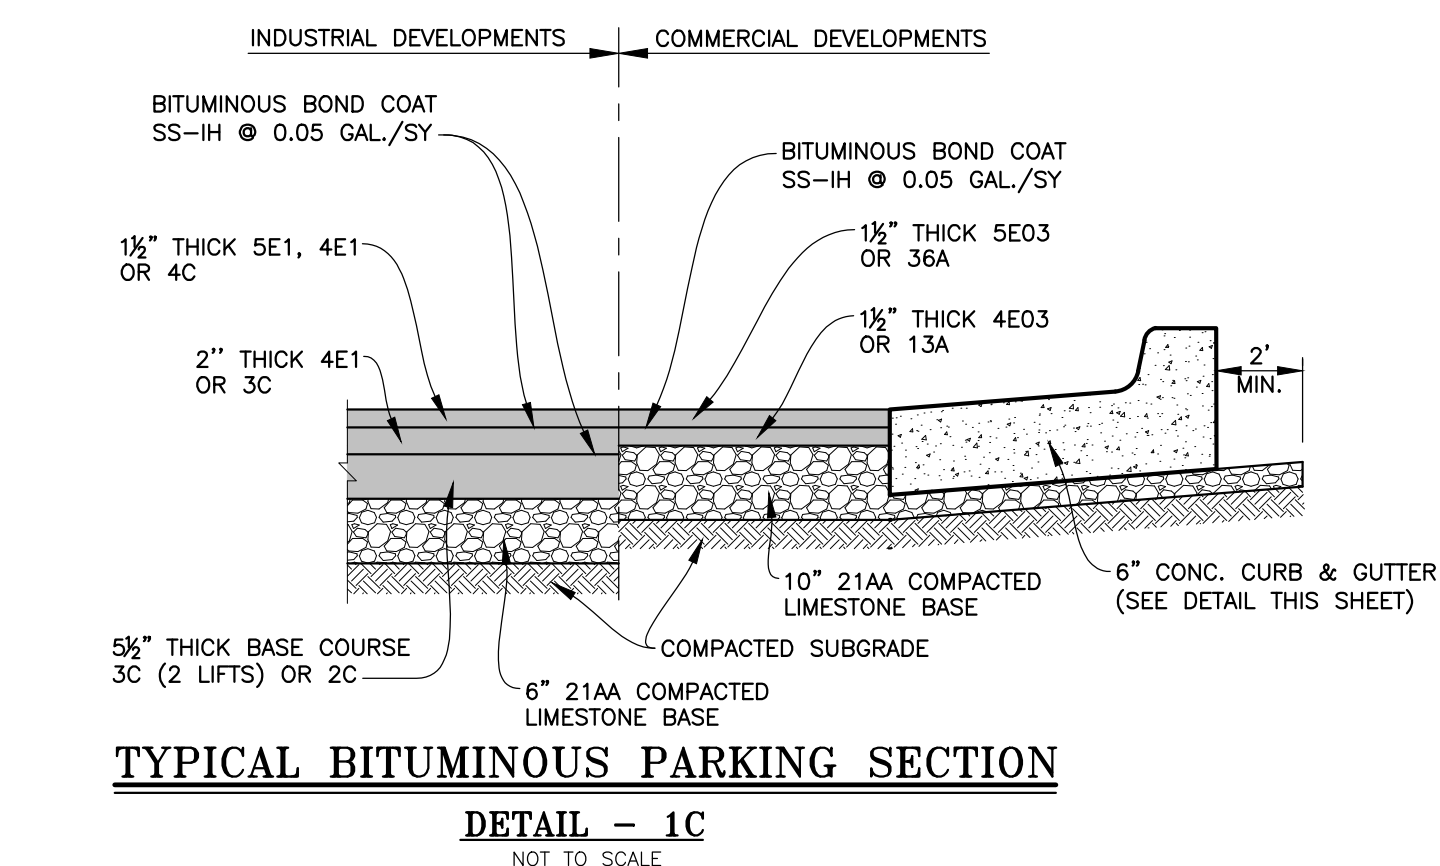 INDUSTRIAL DEVELOPMENTS
COMMERCIAL DEVELOPMENTS
BITUMINOUS BOND COAT
SS-IH @ 0.05 GAL./SY
BITUMINOUS BOND COAT
SS-IH @ 0.05 GAL./SY
1½" THICK 5E1, 4E1
OR 4C
1½" THICK 5E03
OR 36A
1½" THICK 4E03
OR 13A
2'' THICK 4E1
OR 3C
2'
MIN.
10" 21AA COMPACTED
LIMESTONE BASE
6" CONC. CURB & GUTTER
(SEE DETAIL THIS SHEET)
5½" THICK BASE COURSE
3C (2 LIFTS) OR 2C
COMPACTED SUBGRADE
6" 21AA COMPACTED
LIMESTONE BASE
TYPICAL BITUMINOUS PARKING SECTION
DETAIL - 1C
NOT TO SCALE